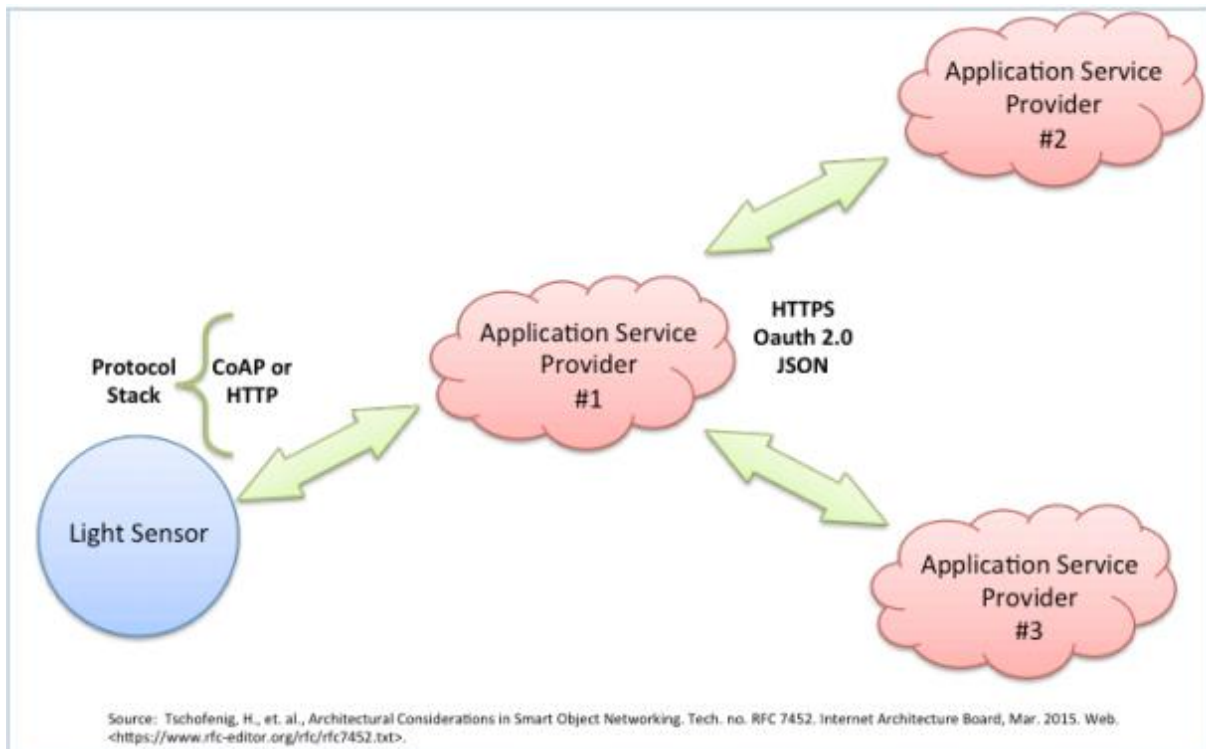 Application Service
Provider
#2
Application Service
Provider
#1
HTTPS
Oauth 2.0
JSON
Protocol
Stack
CoAP or
HTTP
Light Sensor
Application Service
Provider
#3
Source: Tschofenig, H., et. al., Architectural Considerations in Smart Object Networking. Tech. no. RFC 7452. Internet Architecture Board, Mar. 2015. Web.
<https://www.rfc-editor.org/rfc/rfc7452.txt>.